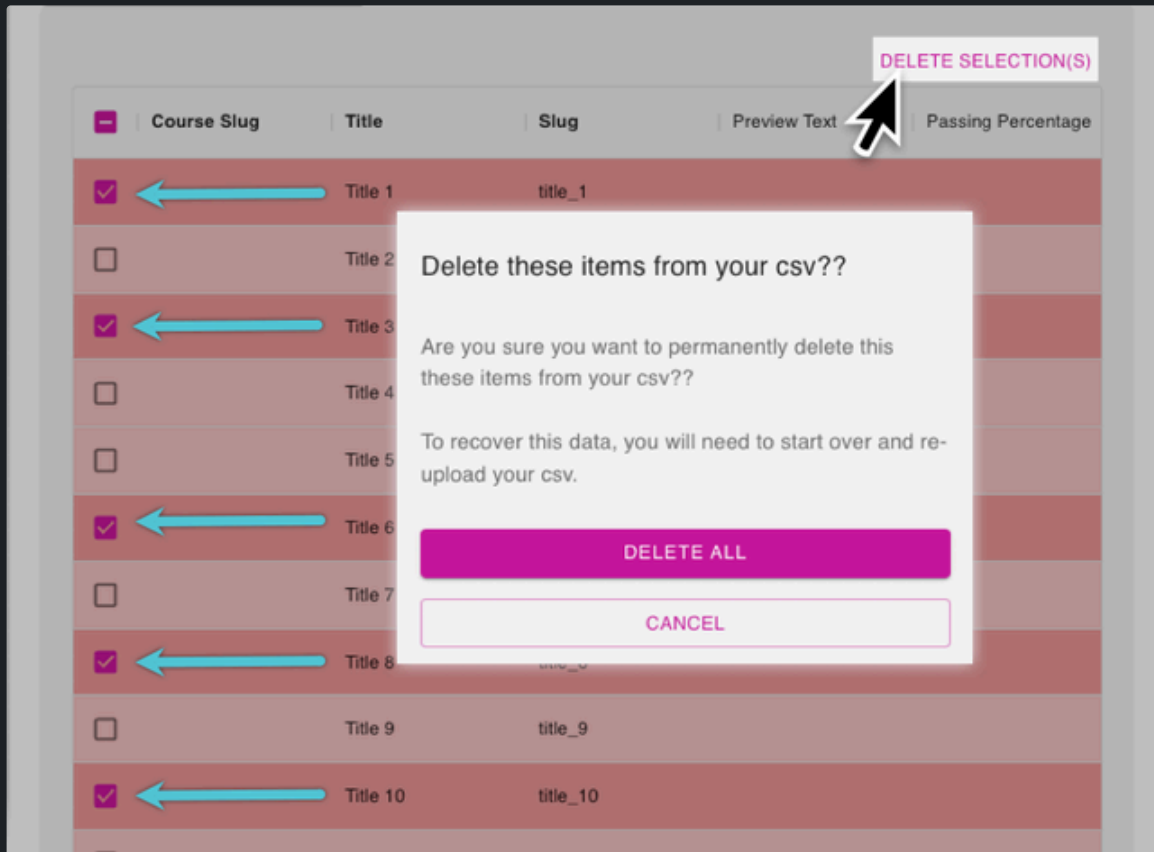 DELETE SELECTION(S)
Course Slug Title Slug Preview Text Passing Percentage
Title 1 title_1
Title 2
Title 3
Title 4
Title 5
Title 6
Title 7
Title 8
Title 9 title_9
Title 10 title_10
Delete these items from your csv??
Are you sure you want to permanently delete this
these items from your csv??
To recover this data, you will need to start over and re-
upload your csv.
DELETE ALL
CANCEL